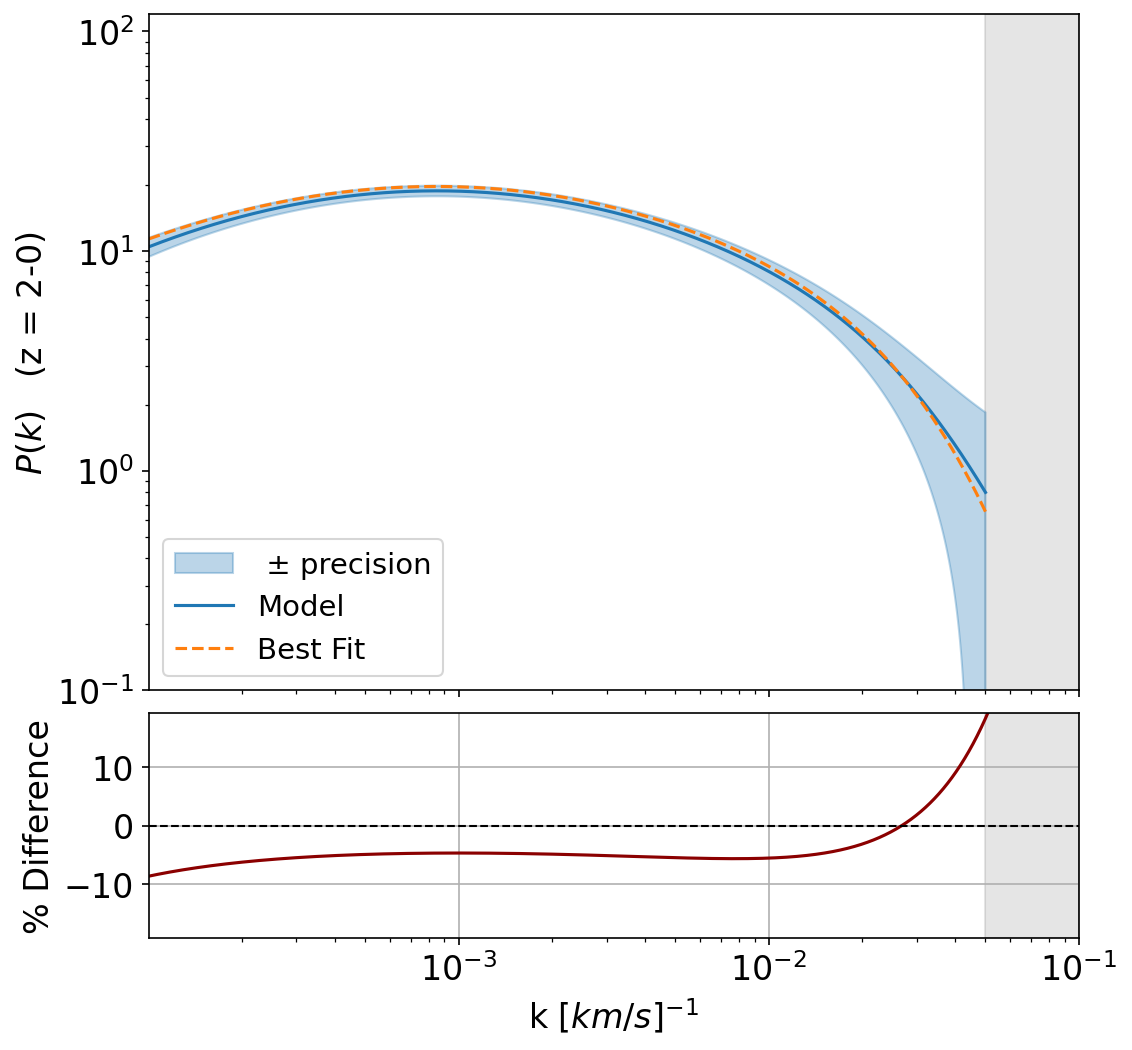 10²
10¹
10⁰
10⁻¹
P(k) (z = 2-0)
± precision
Model
Best Fit
10
0
−10
% Difference
10⁻³
10⁻²
10⁻¹
k [km/s]⁻¹